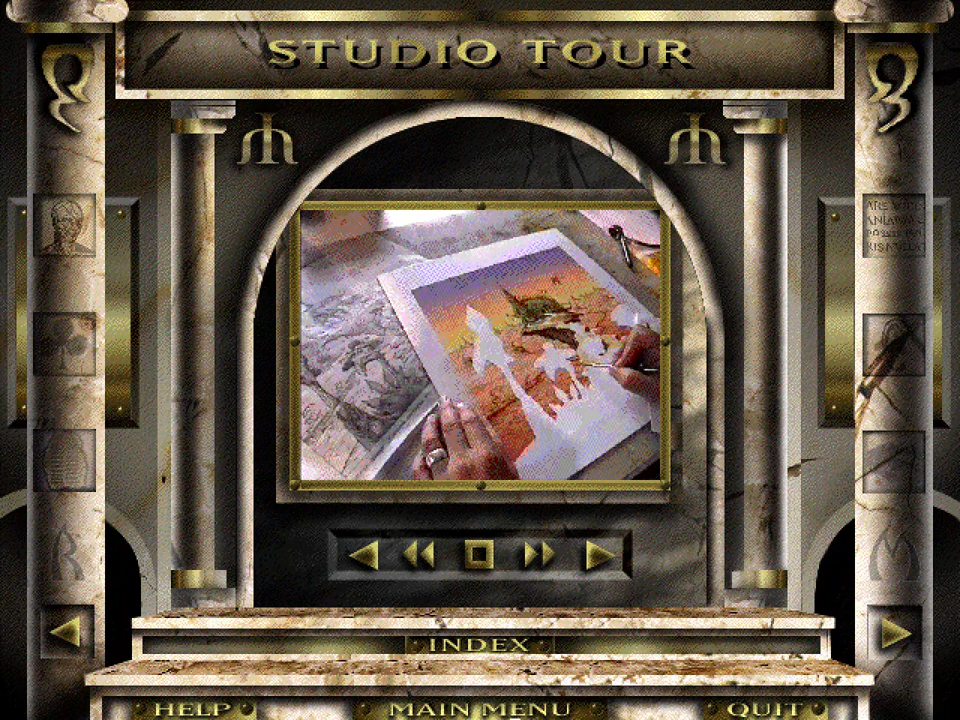 STUDIO TOUR
R
M
INDEX
HELP
MAIN MENU
QUIT